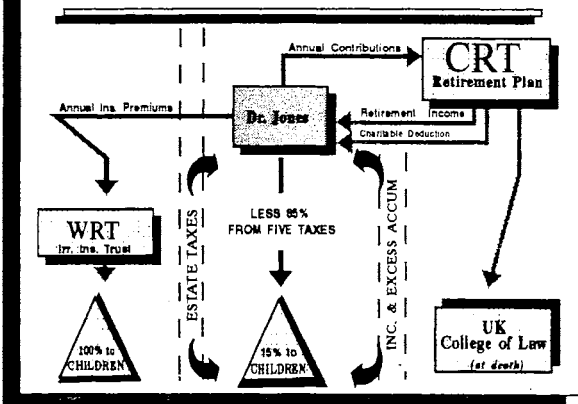 Annual Contributions
CRT
Retirement Plan
Annual Ins. Premiums
Dr. Jones
Retirement Income
Charitable Deduction
ESTATE TAXES
LESS 85%
FROM FIVE TAXES
INC. & EXCESS ACCUM
WRT
Irr. Ins. Trust
100% to
CHILDREN
15% to
CHILDREN
UK
College of Law
(at death)